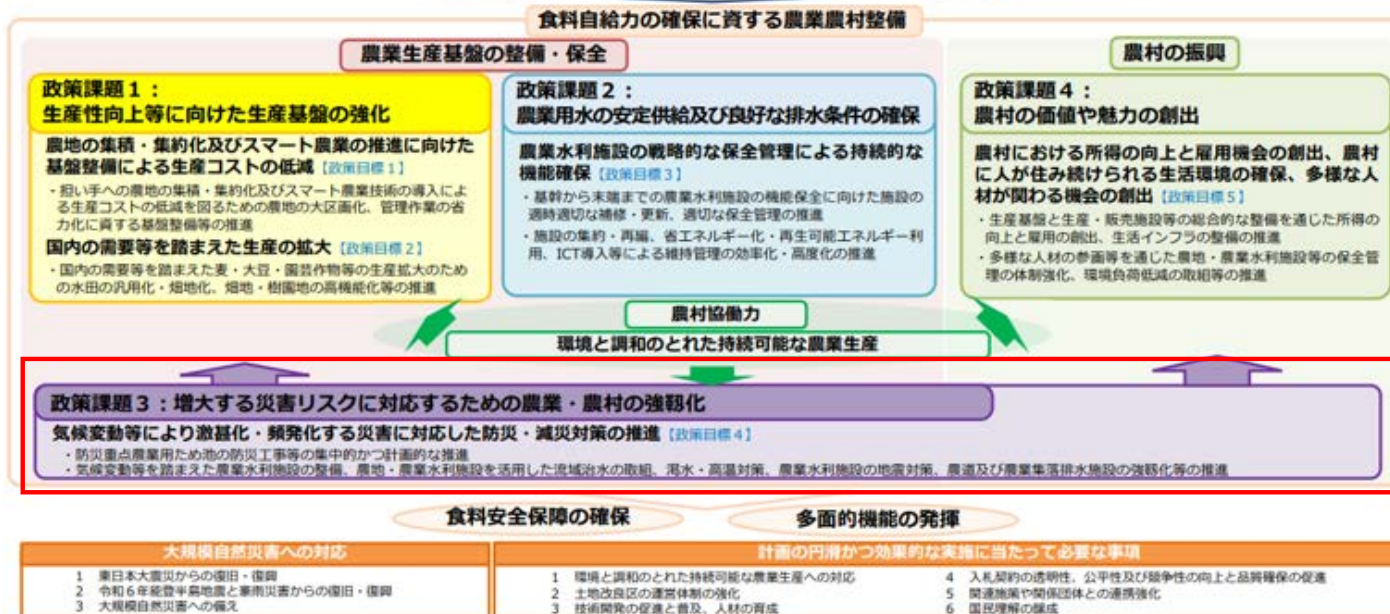 食料自給力の確保に資する農業農村整備
農業生産基盤の整備・保全
農村の振興
政策課題1：
生産性向上等に向けた生産基盤の強化
農地の集積・集約化及びスマート農業の推進に向けた
基盤整備による生産コストの低減【政策目標1】
・担い手への農地の集積・集約化及びスマート農業技術の導入によ
る生産コストの低減を図るための農地の大区画化、管理作業の省
力化に資する基盤整備等の推進
国内の需要等を踏まえた生産の拡大【政策目標2】
・国内の需要等を踏まえた麦・大豆・園芸作物等の生産拡大のため
の水田の汎用化・畑地化、畑地・樹園地の高機能化等の推進
政策課題2：
農業用水の安定供給及び良好な排水条件の確保
農業水利施設の戦略的な保全管理による持続的な
機能確保【政策目標3】
・基幹から末端までの農業水利施設の機能保全に向けた施設の
適時適切な補修・更新、適切な保全管理の推進
・施設の集約・再編、省エネルギー化・再生可能エネルギー利
用、ICT導入等による維持管理の効率化・高度化の推進
政策課題4：
農村の価値や魅力の創出
農村における所得の向上と雇用機会の創出、農村
に人が住み続けられる生活環境の確保、多様な人
材が関わる機会の創出【政策目標5】
・生産基盤と生産・販売施設等の総合的な整備を通じた所得の
向上と雇用の創出、生活インフラの整備の推進
・多様な人材の参画等を通じた農地・農業水利施設等の保全管
理の体制強化、環境負荷低減の取組等の推進
農村協働力
環境と調和のとれた持続可能な農業生産
政策課題3：増大する災害リスクに対応するための農業・農村の強靱化
気候変動等により激甚化・頻発化する災害に対応した防災・減災対策の推進【政策目標4】
・防災重点農業用ため池の防災工事等の集中的かつ計画的な推進
・気候変動等を踏まえた農業水利施設の整備、農地・農業水利施設を活用した流域治水の取組、渇水・高温対策、農業水利施設の地震対策、農道及び農業集落排水施設の強靱化等の推進
食料安全保障の確保
多面的機能の発揮
大規模自然災害への対応
1 東日本大震災からの復旧・復興
2 令和6年能登半島地震と豪雨災害からの復旧・復興
3 大規模自然災害への備え
計画の円滑かつ効果的な実施に当たって必要な事項
1 環境と調和のとれた持続可能な農業生産への対応
2 土地改良区の運営体制の強化
3 技術開発の促進と普及、人材の育成
4 入札契約の透明性、公平性及び競争性の向上と品質確保の促進
5 関連施策や関係団体との連携強化
6 国民理解の醸成